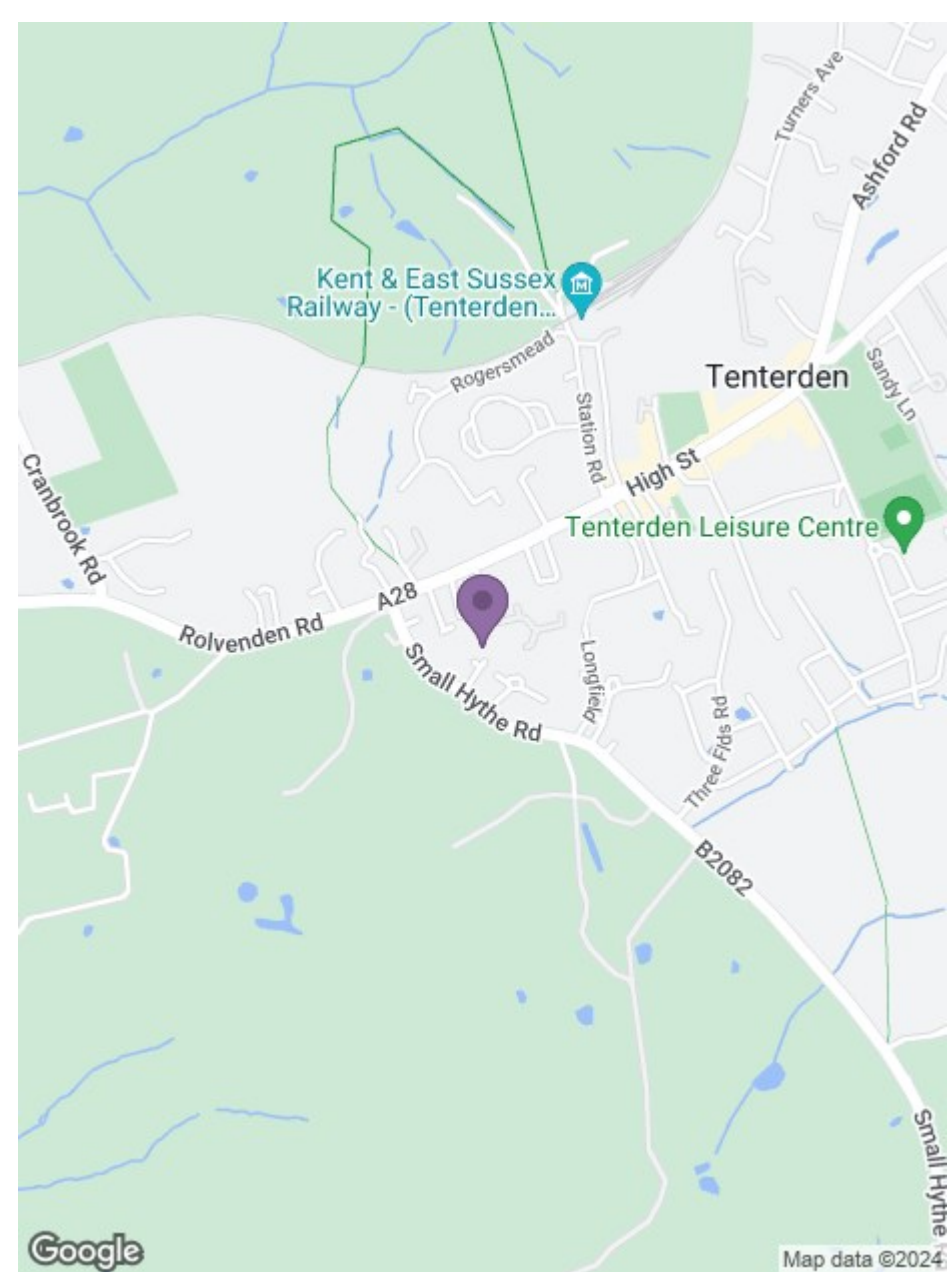 Turners Ave
Ashford Rd
Kent & East Sussex
Railway - (Tenterden...
Rogersmead
Tenterden
Sandy Ln
Station Rd
High St
Cranbrook Rd
Tenterden Leisure Centre
A28
Rolvenden Rd
Small Hythe Rd
Longfield
Three Flds Rd
B2082
Small Hythe
Google
Map data ©2024